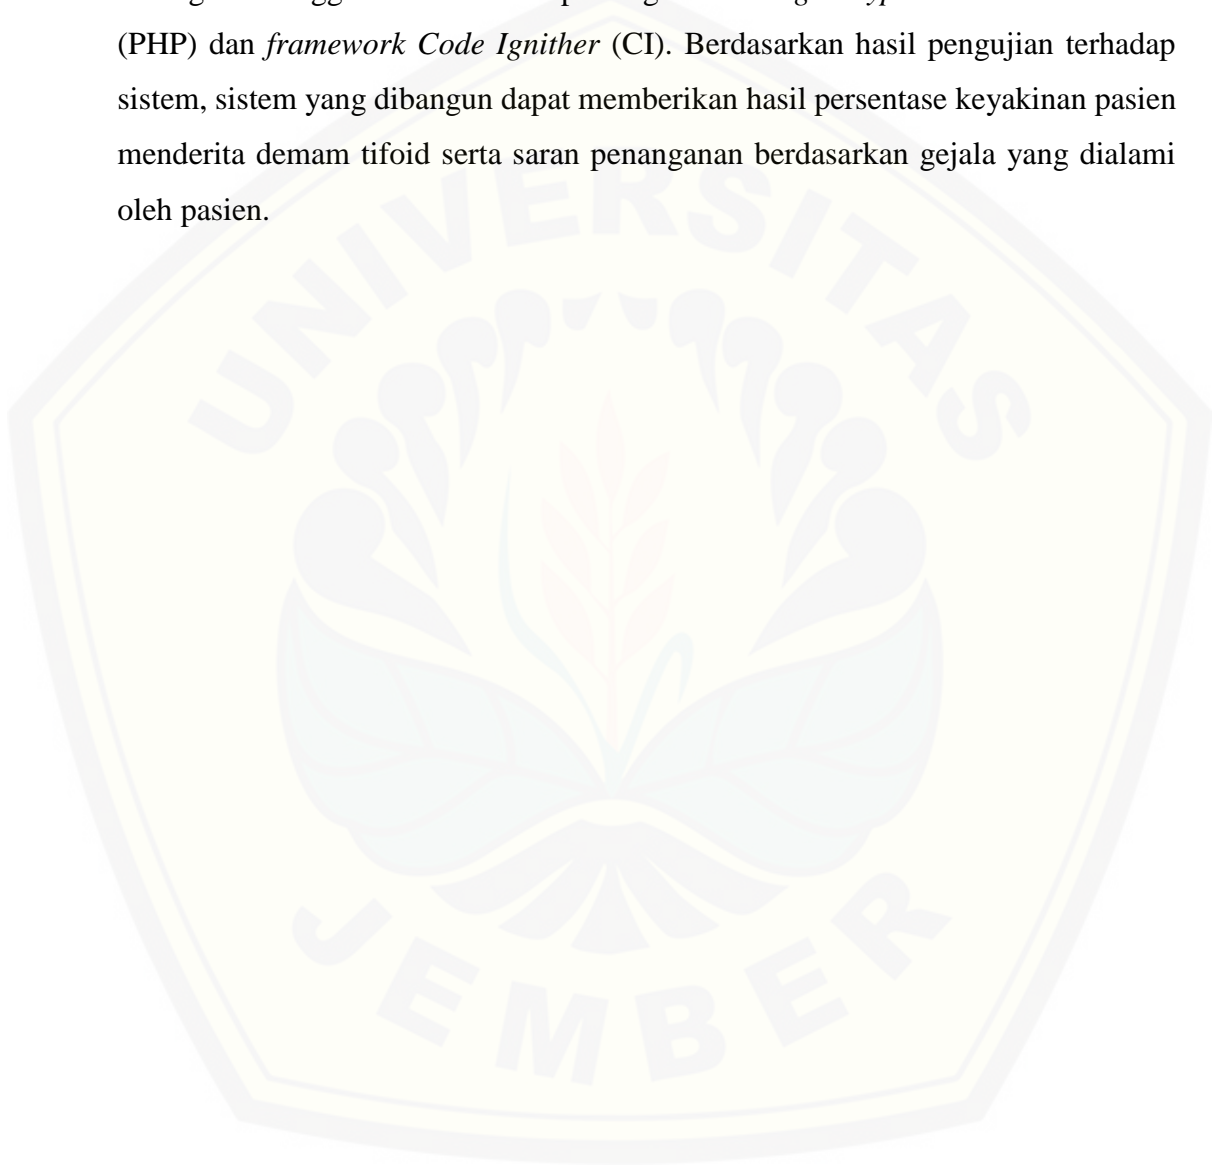 (PHP) dan framework Code Ignither (CI). Berdasarkan hasil pengujian terhadap
sistem, sistem yang dibangun dapat memberikan hasil persentase keyakinan pasien
menderita demam tifoid serta saran penanganan berdasarkan gejala yang dialami
oleh pasien.
UNIVERSITAS
JEMBER